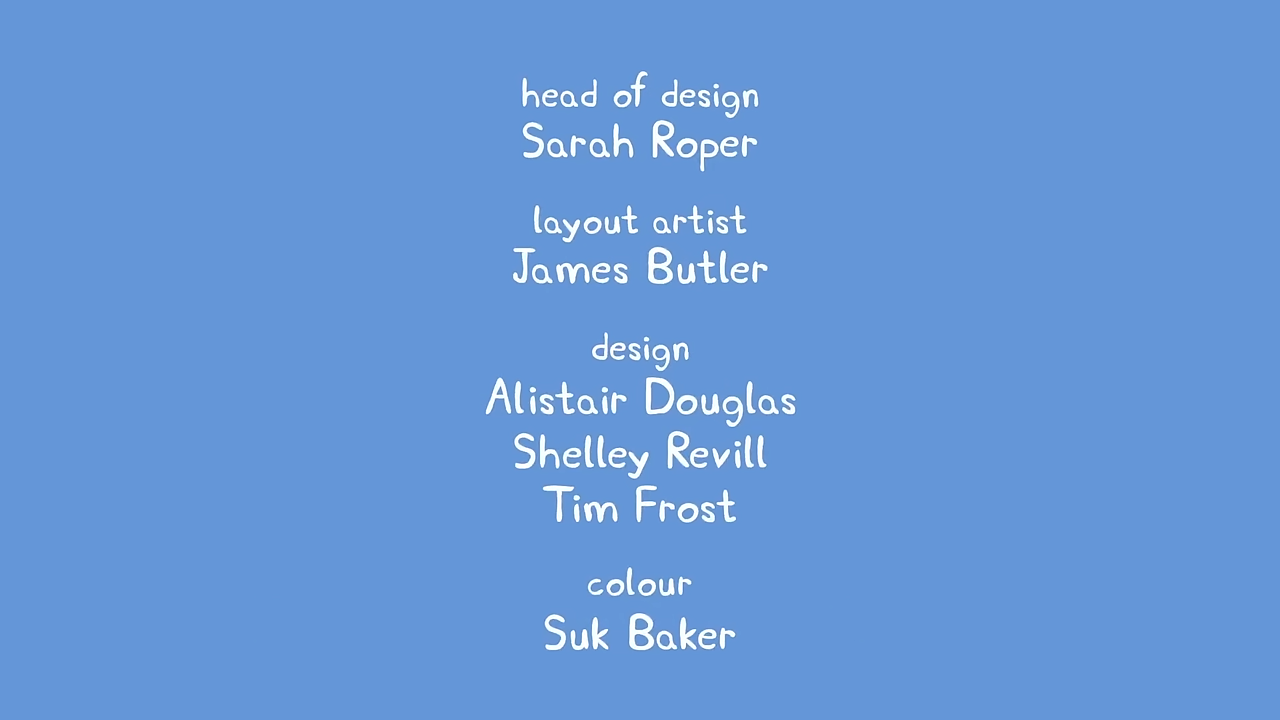 head of design
Sarah Roper
layout artist
James Butler
design
Alistair Douglas
Shelley Revill
Tim Frost
colour
Suk Baker